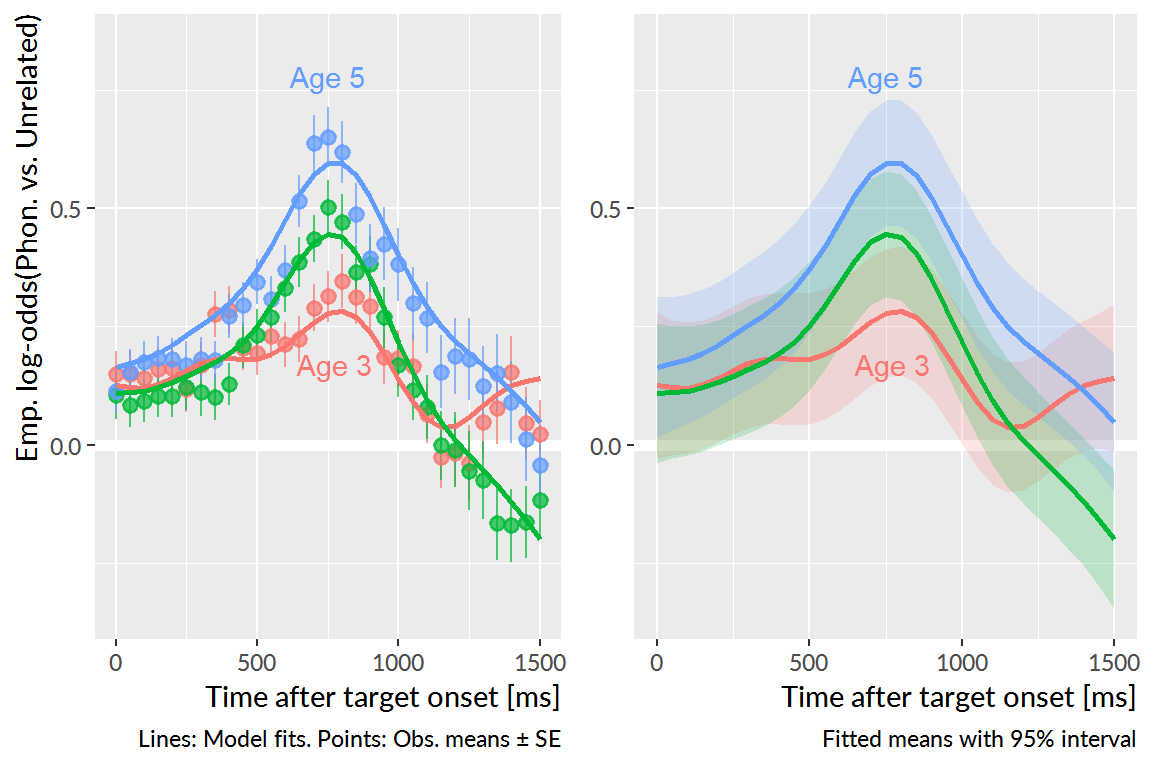 Emp. log-odds(Phon. vs. Unrelated)
0.5
0.0
Age 5
Age 3
0
500
1000
1500
Time after target onset [ms]
Lines: Model fits. Points: Obs. means ± SE
0.5
0.0
Age 5
Age 3
0
500
1000
1500
Time after target onset [ms]
Fitted means with 95% interval